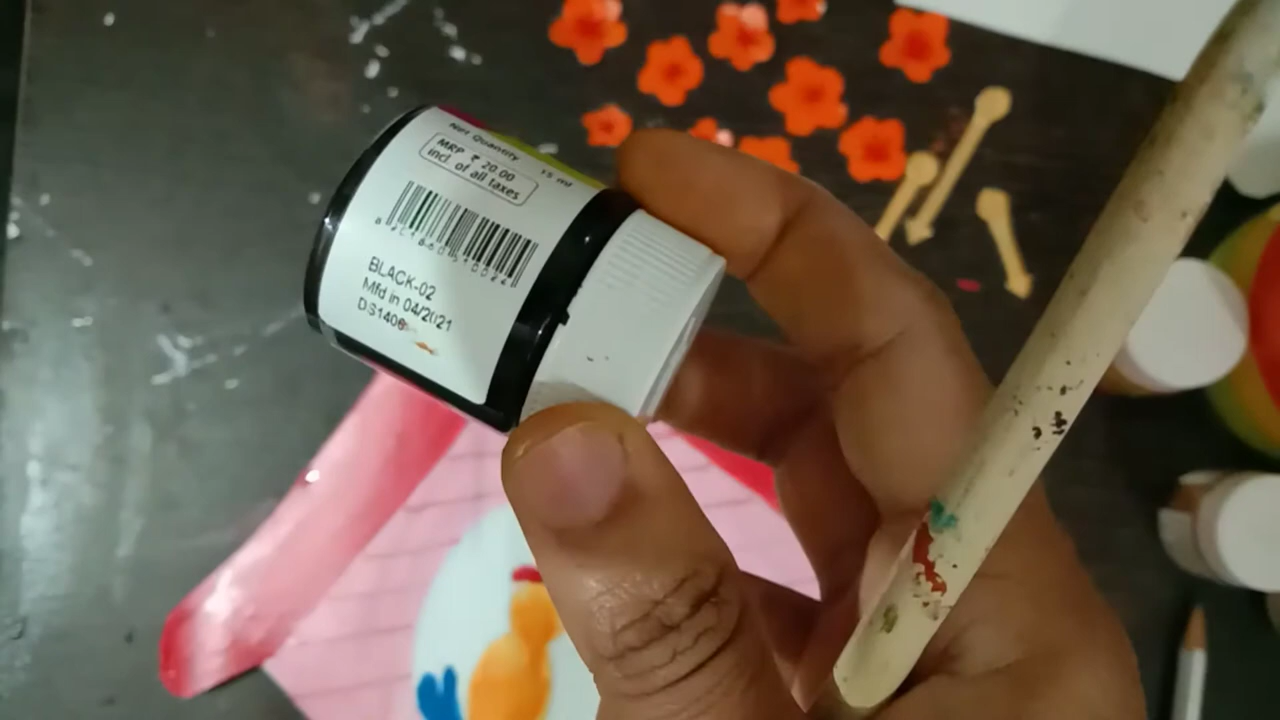 Net Quantity 15 ml
MRP ₹ 20.00
incl. of all taxes
BLACK-02
Mfd in 04/2021
DS1406